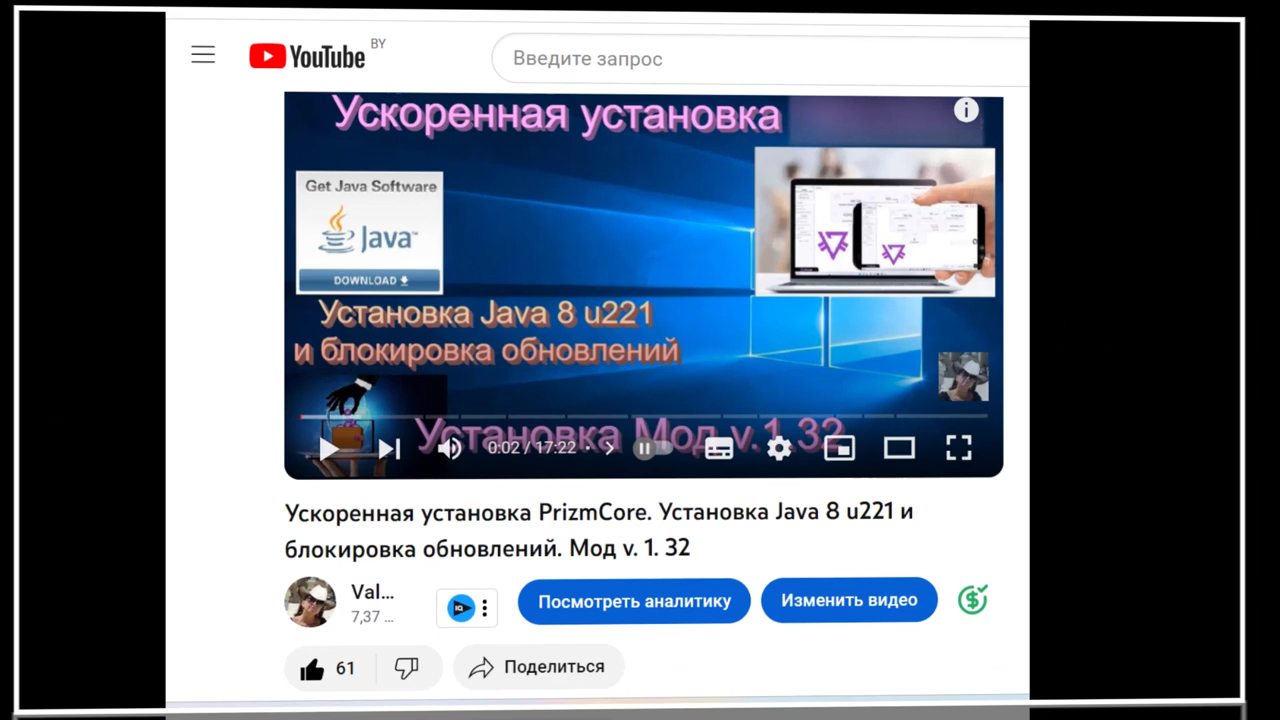 YouTube BY
Введите запрос
Ускоренная установка
i
Get Java Software
Java™
DOWNLOAD
Установка Java 8 u221
и блокировка обновлений
Установка Мод v.1.32
0:02 / 17:22
Ускоренная установка PrizmCore. Установка Java 8 u221 и
блокировка обновлений. Мод v. 1. 32
Val...
7,37 ...
IQ
Посмотреть аналитику
Изменить видео
61
Поделиться